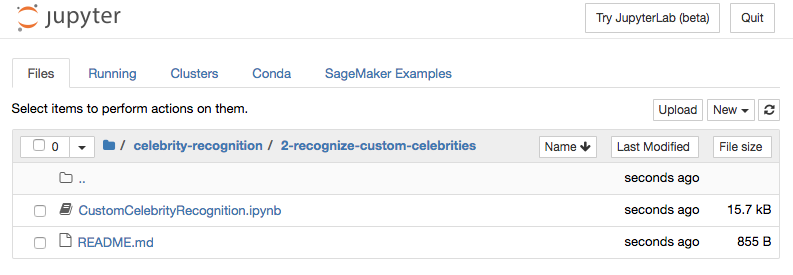 jupyter
Try JupyterLab (beta) Quit
Files Running Clusters Conda SageMaker Examples
Select items to perform actions on them.
Upload New
0 / celebrity-recognition / 2-recognize-custom-celebrities Name Last Modified File size
.. seconds ago
CustomCelebrityRecognition.ipynb seconds ago 15.7 kB
README.md seconds ago 855 B